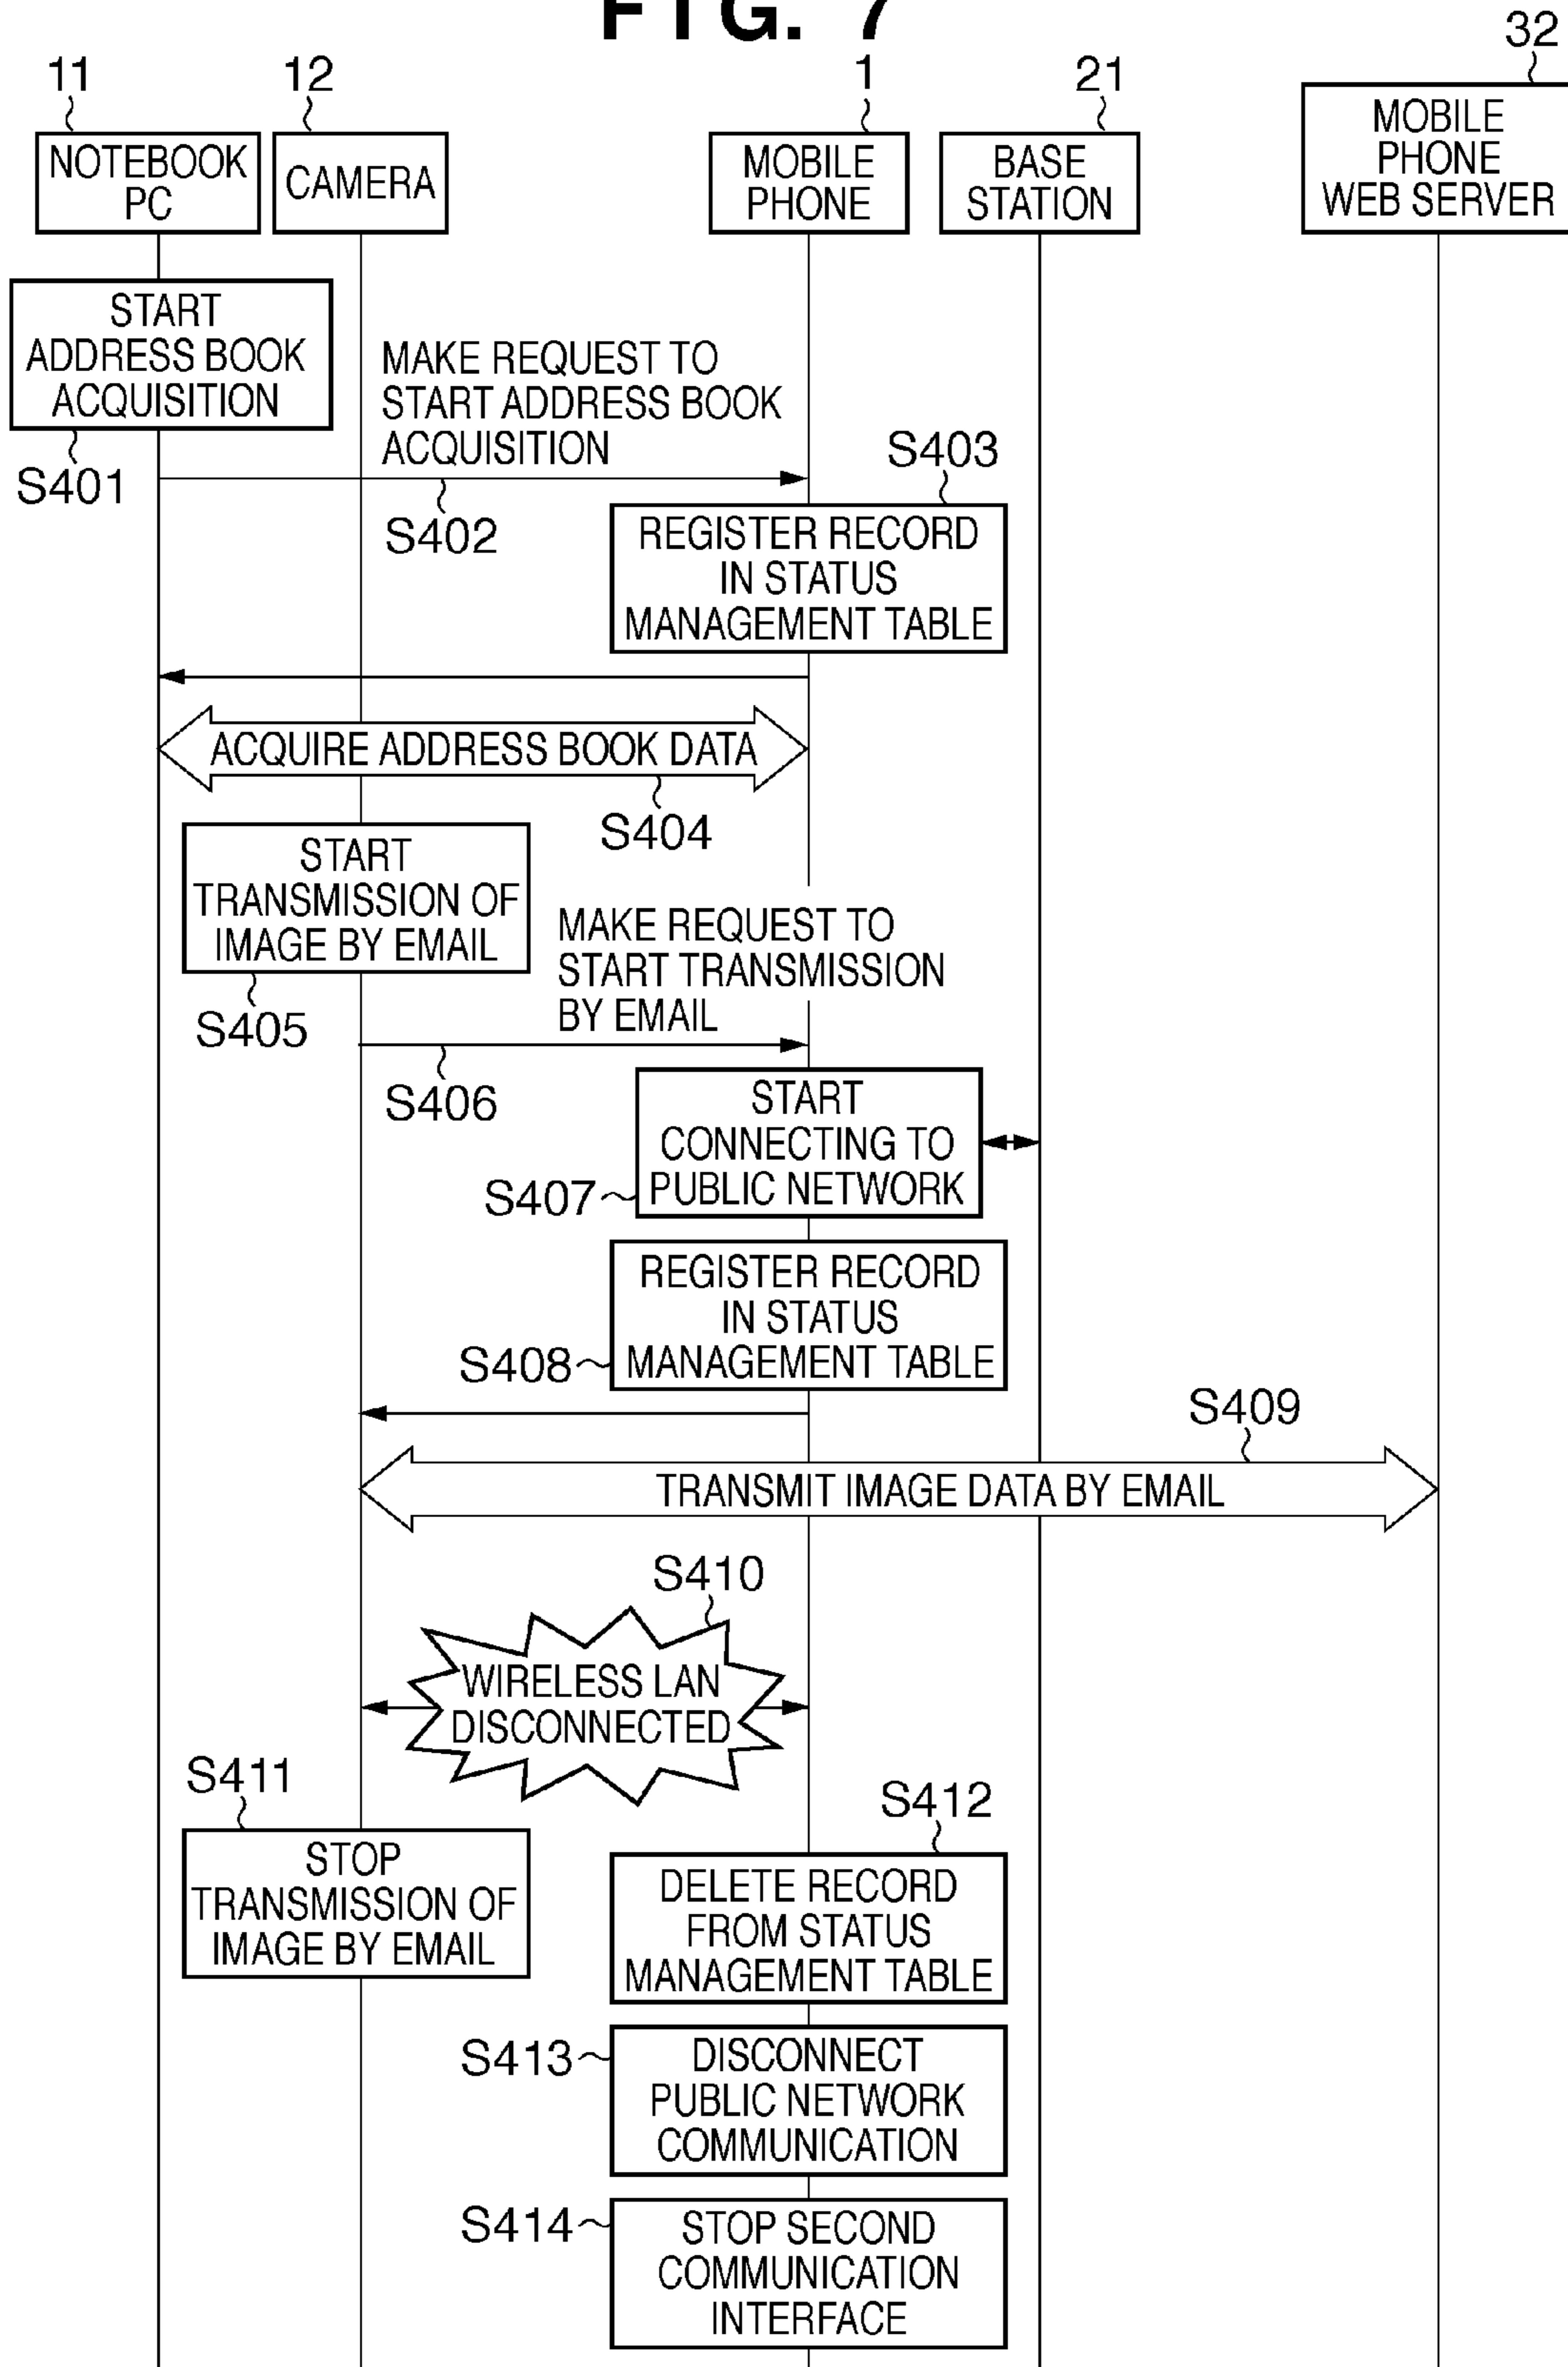 FIG. 7
11
12
1
21
32
NOTEBOOK
PC
CAMERA
MOBILE
PHONE
BASE
STATION
MOBILE
PHONE
WEB SERVER
START
ADDRESS BOOK
ACQUISITION
S401
MAKE REQUEST TO
START ADDRESS BOOK
ACQUISITION
S402
S403
REGISTER RECORD
IN STATUS
MANAGEMENT TABLE
ACQUIRE ADDRESS BOOK DATA
S404
START
TRANSMISSION OF
IMAGE BY EMAIL
S405
MAKE REQUEST TO
START TRANSMISSION
BY EMAIL
S406
START
CONNECTING TO
PUBLIC NETWORK
S407
REGISTER RECORD
IN STATUS
MANAGEMENT TABLE
S408
S409
TRANSMIT IMAGE DATA BY EMAIL
S410
WIRELESS LAN
DISCONNECTED
S411
STOP
TRANSMISSION OF
IMAGE BY EMAIL
S412
DELETE RECORD
FROM STATUS
MANAGEMENT TABLE
S413
DISCONNECT
PUBLIC NETWORK
COMMUNICATION
S414
STOP SECOND
COMMUNICATION
INTERFACE